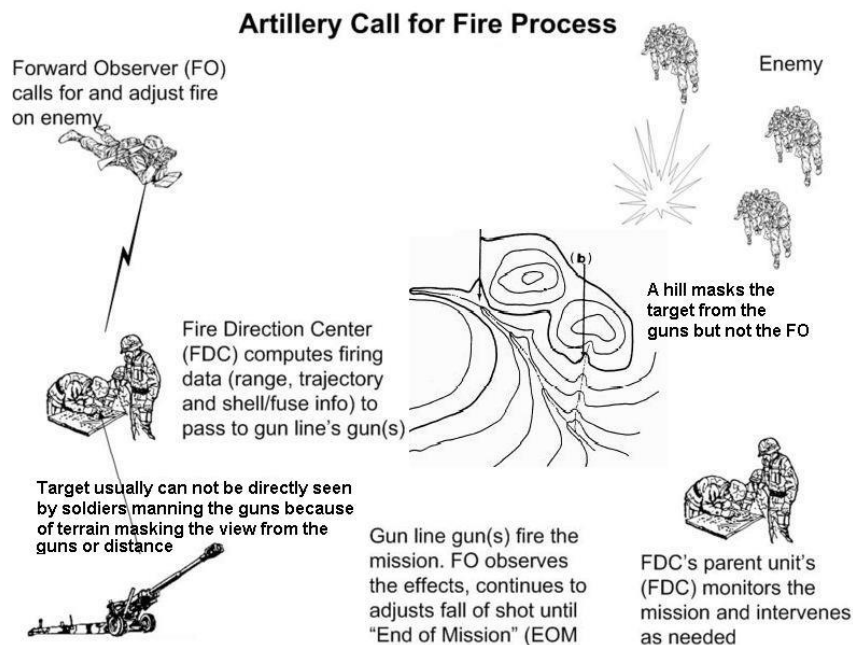 Artillery Call for Fire Process
Forward Observer (FO)
calls for and adjust fire
on enemy
Enemy
(b)
A hill masks the
target from the
guns but not the FO
Fire Direction Center
(FDC) computes firing
data (range, trajectory
and shell/fuse info) to
pass to gun line's gun(s)
Target usually can not be directly seen
by soldiers manning the guns because
of terrain masking the view from the
guns or distance
Gun line gun(s) fire the
mission. FO observes
the effects, continues to
adjusts fall of shot until
“End of Mission” (EOM
FDC's parent unit's
(FDC) monitors the
mission and intervenes
as needed